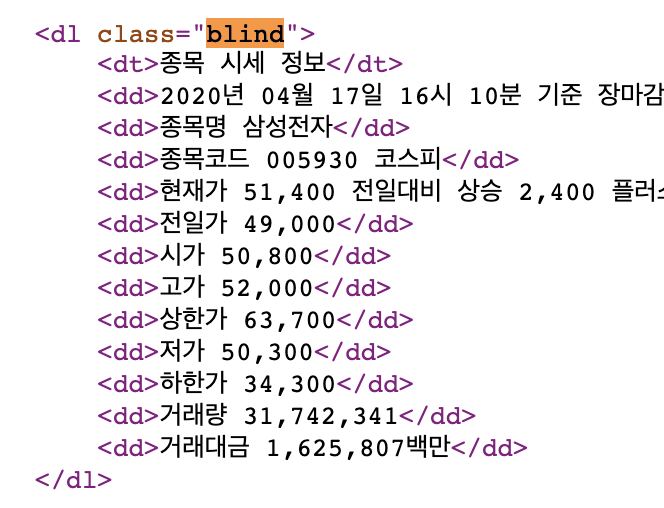 <dl class="blind">
<dt>종목 시세 정보</dt>
<dd>2020년 04월 17일 16시 10분 기준 장마감
<dd>종목명 삼성전자</dd>
<dd>종목코드 005930 코스피</dd>
<dd>현재가 51,400 전일대비 상승 2,400 플러스
<dd>전일가 49,000</dd>
<dd>시가 50,800</dd>
<dd>고가 52,000</dd>
<dd>상한가 63,700</dd>
<dd>저가 50,300</dd>
<dd>하한가 34,300</dd>
<dd>거래량 31,742,341</dd>
<dd>거래대금 1,625,807백만</dd>
</dl>